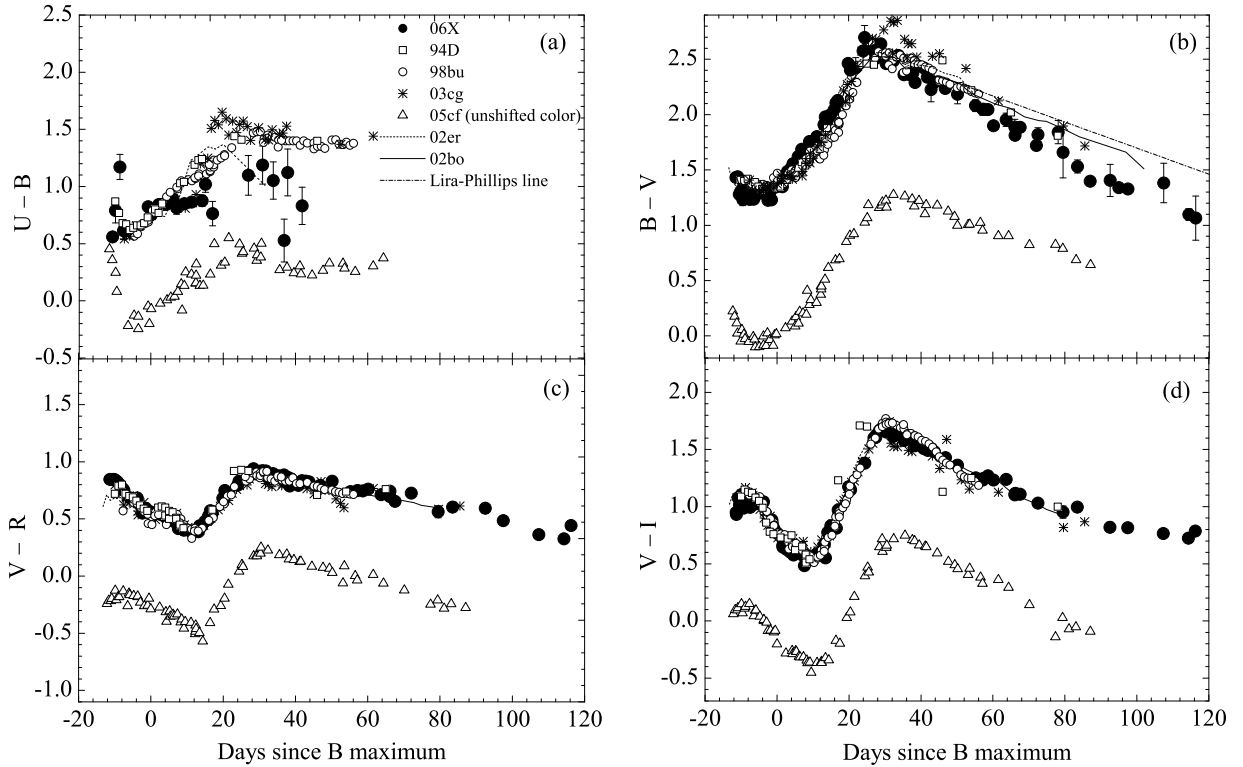 (a)
06X
94D
98bu
03cg
05cf (unshifted color)
02er
02bo
Lira-Phillips line
U – B
2.5
2.0
1.5
1.0
0.5
0.0
-0.5
(b)
B – V
2.5
2.0
1.5
1.0
0.5
0.0
(c)
V – R
1.5
1.0
0.5
0.0
-0.5
-1.0
-20 0 20 40 60 80 100 120
Days since B maximum
(d)
V – I
2.0
1.5
1.0
0.5
0.0
-0.5
-20 0 20 40 60 80 100 120
Days since B maximum